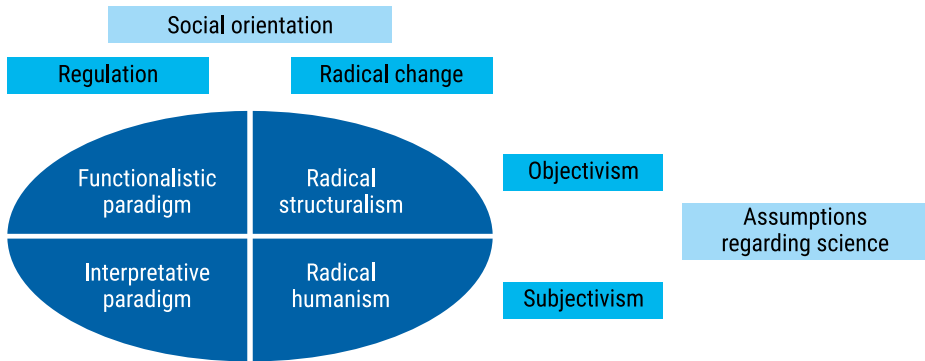 Social orientation
Regulation
Radical change
Functionalistic
paradigm
Radical
structuralism
Objectivism
Assumptions
regarding science
Interpretative
paradigm
Radical
humanism
Subjectivism